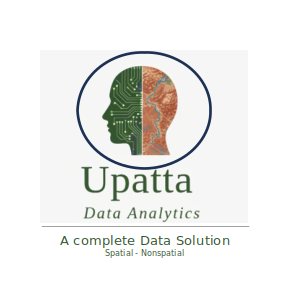 Upatta
Data Analytics
A complete Data Solution
Spatial - Nonspatial